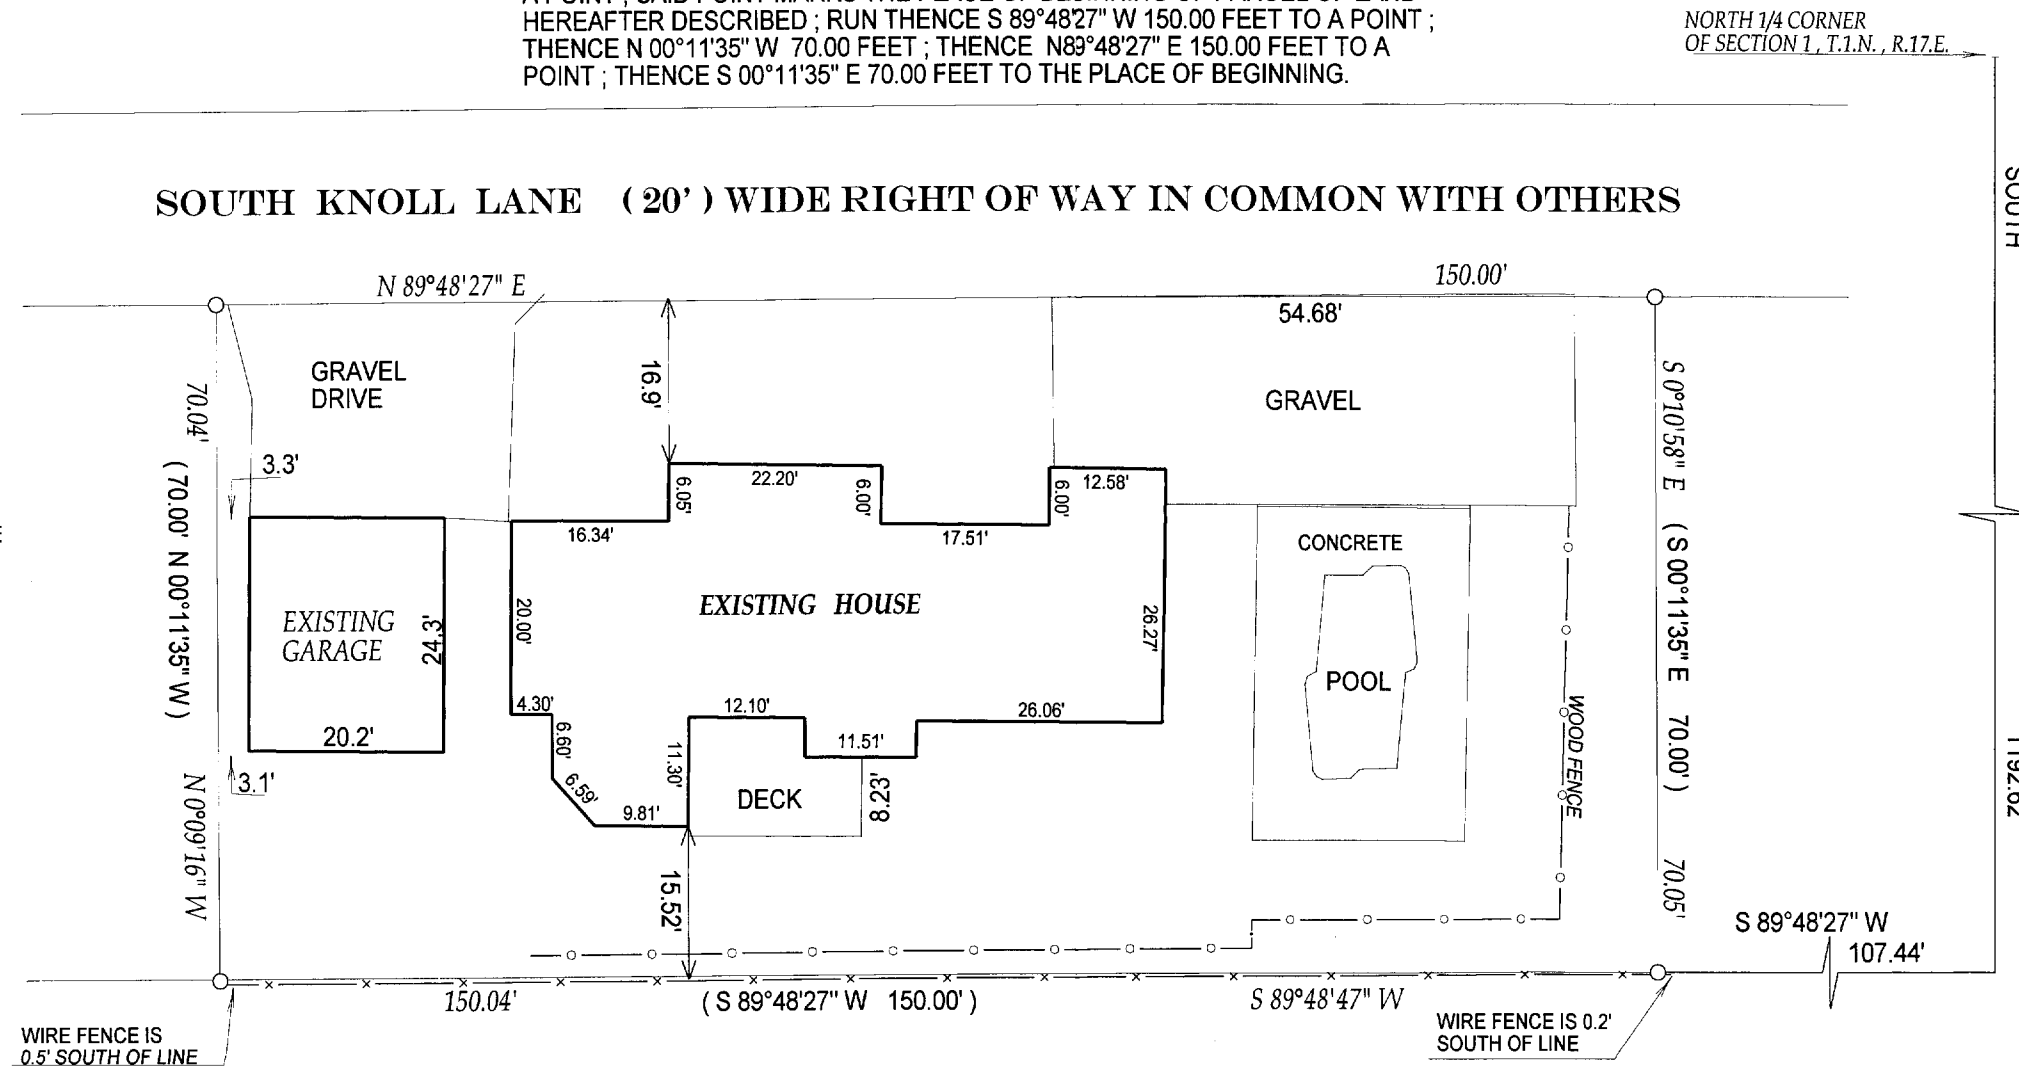 HEREAFTER DESCRIBED ; RUN THENCE S 89°48'27" W 150.00 FEET TO A POINT ;
THENCE N 00°11'35" W 70.00 FEET ; THENCE N89°48'27" E 150.00 FEET TO A
POINT ; THENCE S 00°11'35" E 70.00 FEET TO THE PLACE OF BEGINNING.
NORTH 1/4 CORNER
OF SECTION 1 , T.1.N. , R.17.E.
SOUTH
SOUTH KNOLL LANE ( 20' ) WIDE RIGHT OF WAY IN COMMON WITH OTHERS
N 89°48'27" E
150.00'
54.68'
GRAVEL
DRIVE
16.9'
GRAVEL
70.04'
( 70.00' N 00°11'35" W )
N 0°09'16" W
S 0°10'58" E
( S 00°11'35" E 70.00' )
70.05'
3.3'
22.20'
6.05'
6.00'
6.00'
12.58'
16.34'
17.51'
CONCRETE
EXISTING HOUSE
20.00'
26.27'
EXISTING
GARAGE
24.3'
POOL
WOOD FENCE
4.30'
12.10'
26.06'
20.2'
6.60'
11.30'
11.51'
3.1'
6.59'
9.81'
DECK
8.23'
15.52'
S 89°48'27" W
107.44'
150.04'
( S 89°48'27" W 150.00' )
S 89°48'47" W
WIRE FENCE IS
0.5' SOUTH OF LINE
WIRE FENCE IS 0.2'
SOUTH OF LINE